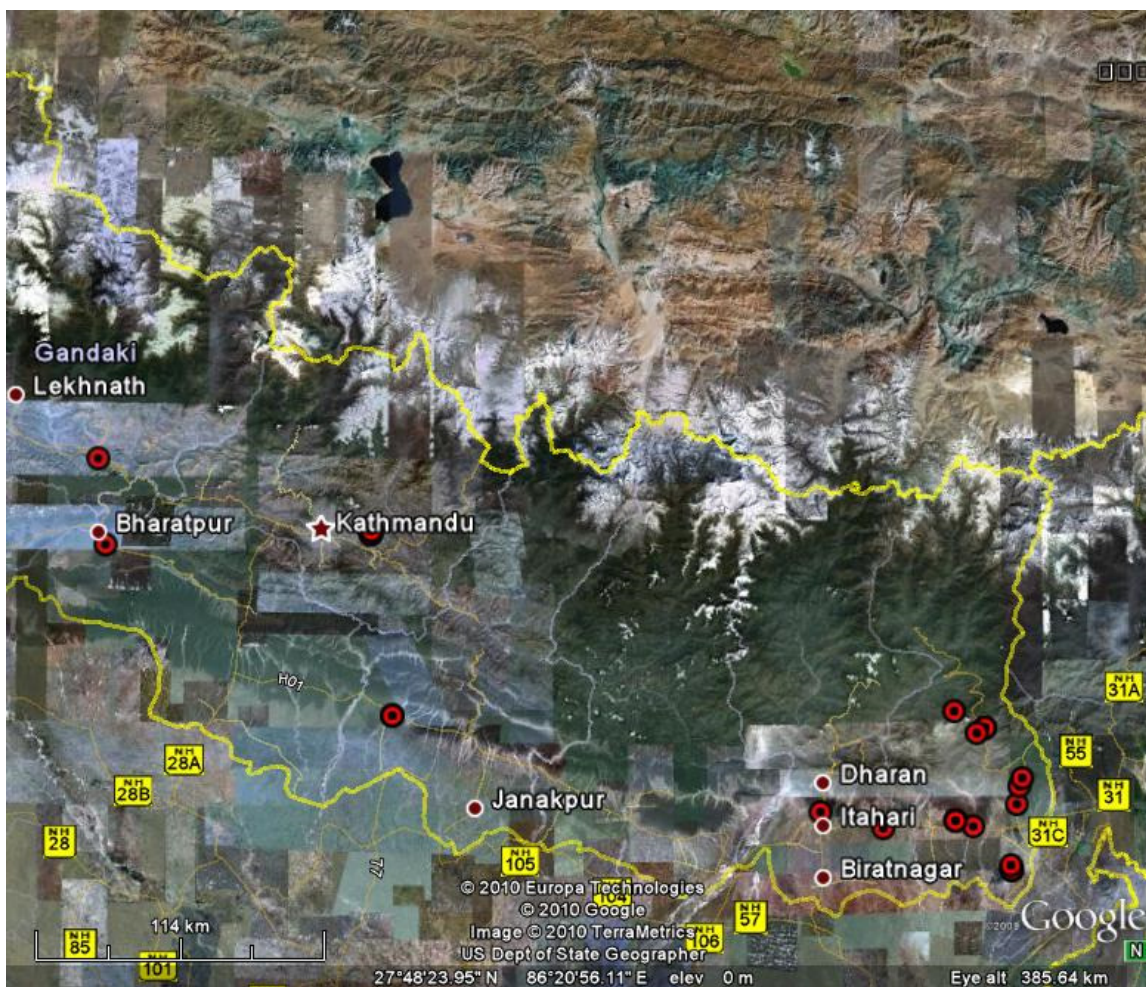 Gandaki
Lekhnath
Bharatpur
Kathmandu
H01
NH
31A
NH
28A
NH
55
NH
28B
Dharan
NH
31
Janakpur
Itahari
NH
31C
NH
28
NH
105
77
Biratnagar
© 2010 Europa Technologies
104
© 2010 Google
114 km
NH
57
©2009 Google
Image © 2010 TerraMetrics
NH
85
106
US Dept of State Geographer
101
N
27°48'23.95" N 86°20'56.11" E elev 0 m
Eye alt 385.64 km